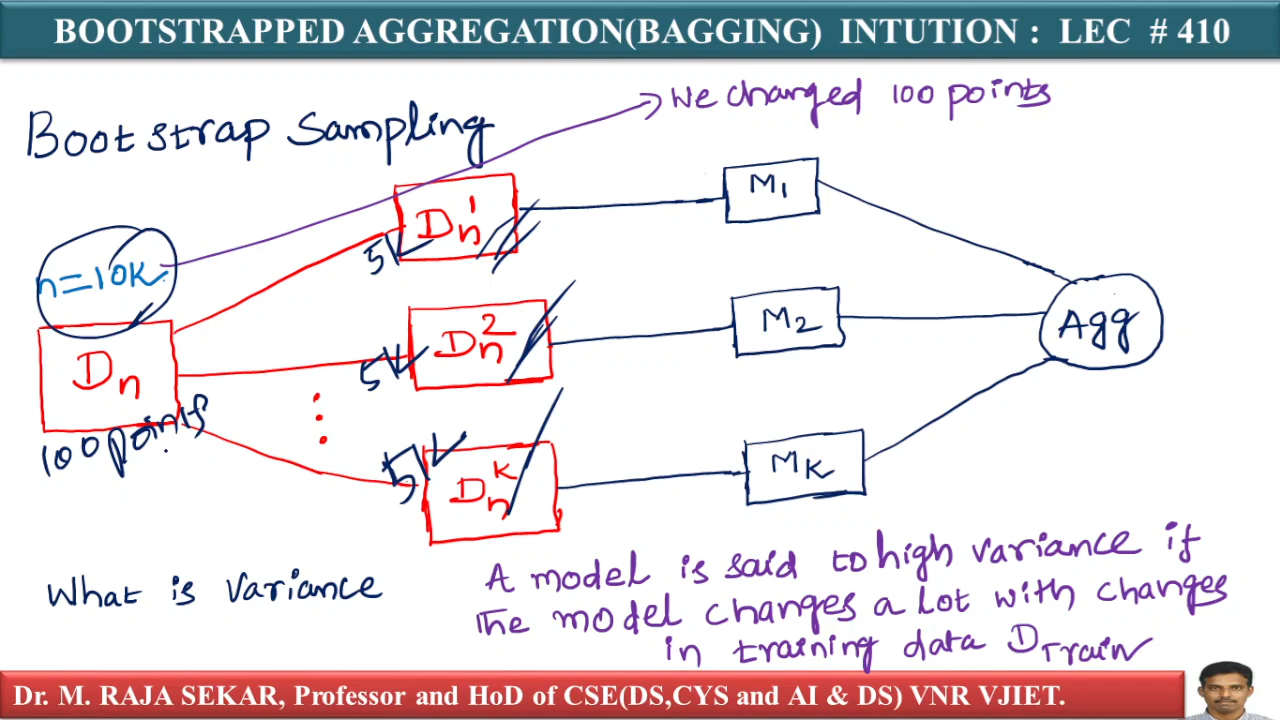 BOOTSTRAPPED AGGREGATION(BAGGING) INTUTION : LEC # 410
We changed 100 points
Bootstrap Sampling
n=10K
Dn
100 points
Dn1
5
M1
Dn2
5
M2
Agg
DnK
5
MK
What is variance
A model is said to high variance if
The model changes a lot with changes
in training data DTrain
Dr. M. RAJA SEKAR, Professor and HoD of CSE(DS,CYS and AI & DS) VNR VJIET.